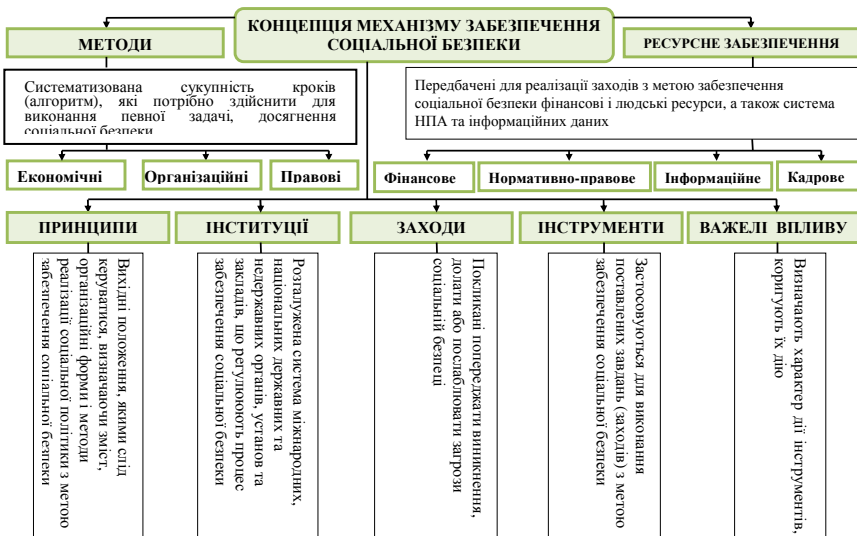 КОНЦЕПЦІЯ МЕХАНІЗМУ ЗАБЕЗПЕЧЕННЯ
СОЦІАЛЬНОЇ БЕЗПЕКИ
МЕТОДИ
РЕСУРСНЕ ЗАБЕЗПЕЧЕННЯ
Систематизована сукупність кроків
(алгоритм), які потрібно здійснити для
виконання певної задачі, досягнення
соціальної безпеки
Передбачені для реалізації заходів з метою забезпечення
соціальної безпеки фінансові і людські ресурси, а також система
НПА та інформаційних даних
Економічні
Організаційні
Правові
Фінансове
Нормативно-правове
Інформаційне
Кадрове
ПРИНЦИПИ
ІНСТИТУЦІЇ
ЗАХОДИ
ІНСТРУМЕНТИ
ВАЖЕЛІ ВПЛИВУ
Вихідні положення, якими слід
керуватися, визначаючи зміст,
організаційні форми і методи
реалізації соціальної політики з метою
забезпечення соціальної безпеки
Розгалужена система міжнародних,
національних державних та
недержавних органів, установ та
закладів, що регулюють процес
забезпечення соціальної безпеки
Покликані попереджати виникнення,
долати або послаблювати загрози
соціальній безпеці
Застосовуються для виконання
поставлених завдань (заходів) з метою
забезпечення соціальної безпеки
Визначають характер дії інструментів,
коригують їх дію